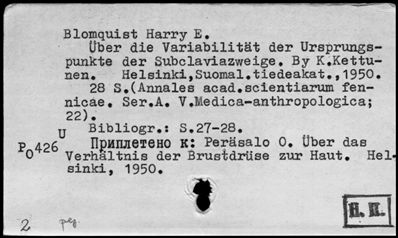 Blomquist Harry E.
Über die Variabilität der Ursprungs-
punkte der Subclaviazweige. By K.Kettu-
nen. Helsinki,Suomal.tiedeakat.,1950.
28 S.(Annales acad.scientiarum fen-
nicae. Ser.A. V.Medica-anthropologica;
22).
U
Bibliogr.: S.27-28.
P0426
Приплетено к: Peräsalo O. Über das
Verhältnis der Brustdrüse zur Haut. Hel-
sinki, 1950.
Н. К.
2